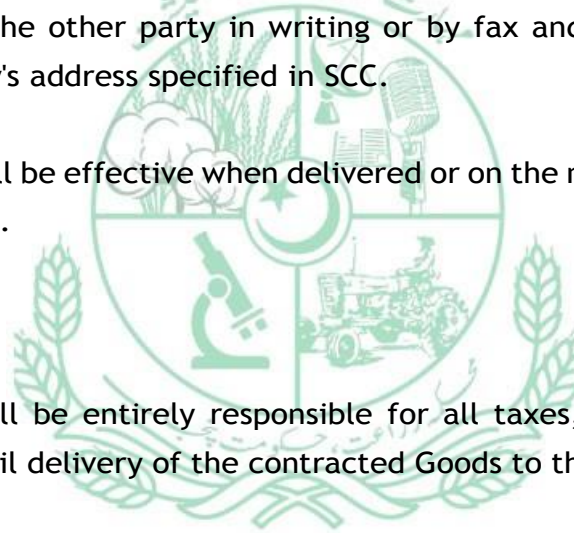 he other party in writing or by fax and
y's address specified in SCC.
ll be effective when delivered or on the
.
ll be entirely responsible for all taxes,
il delivery of the contracted Goods to th